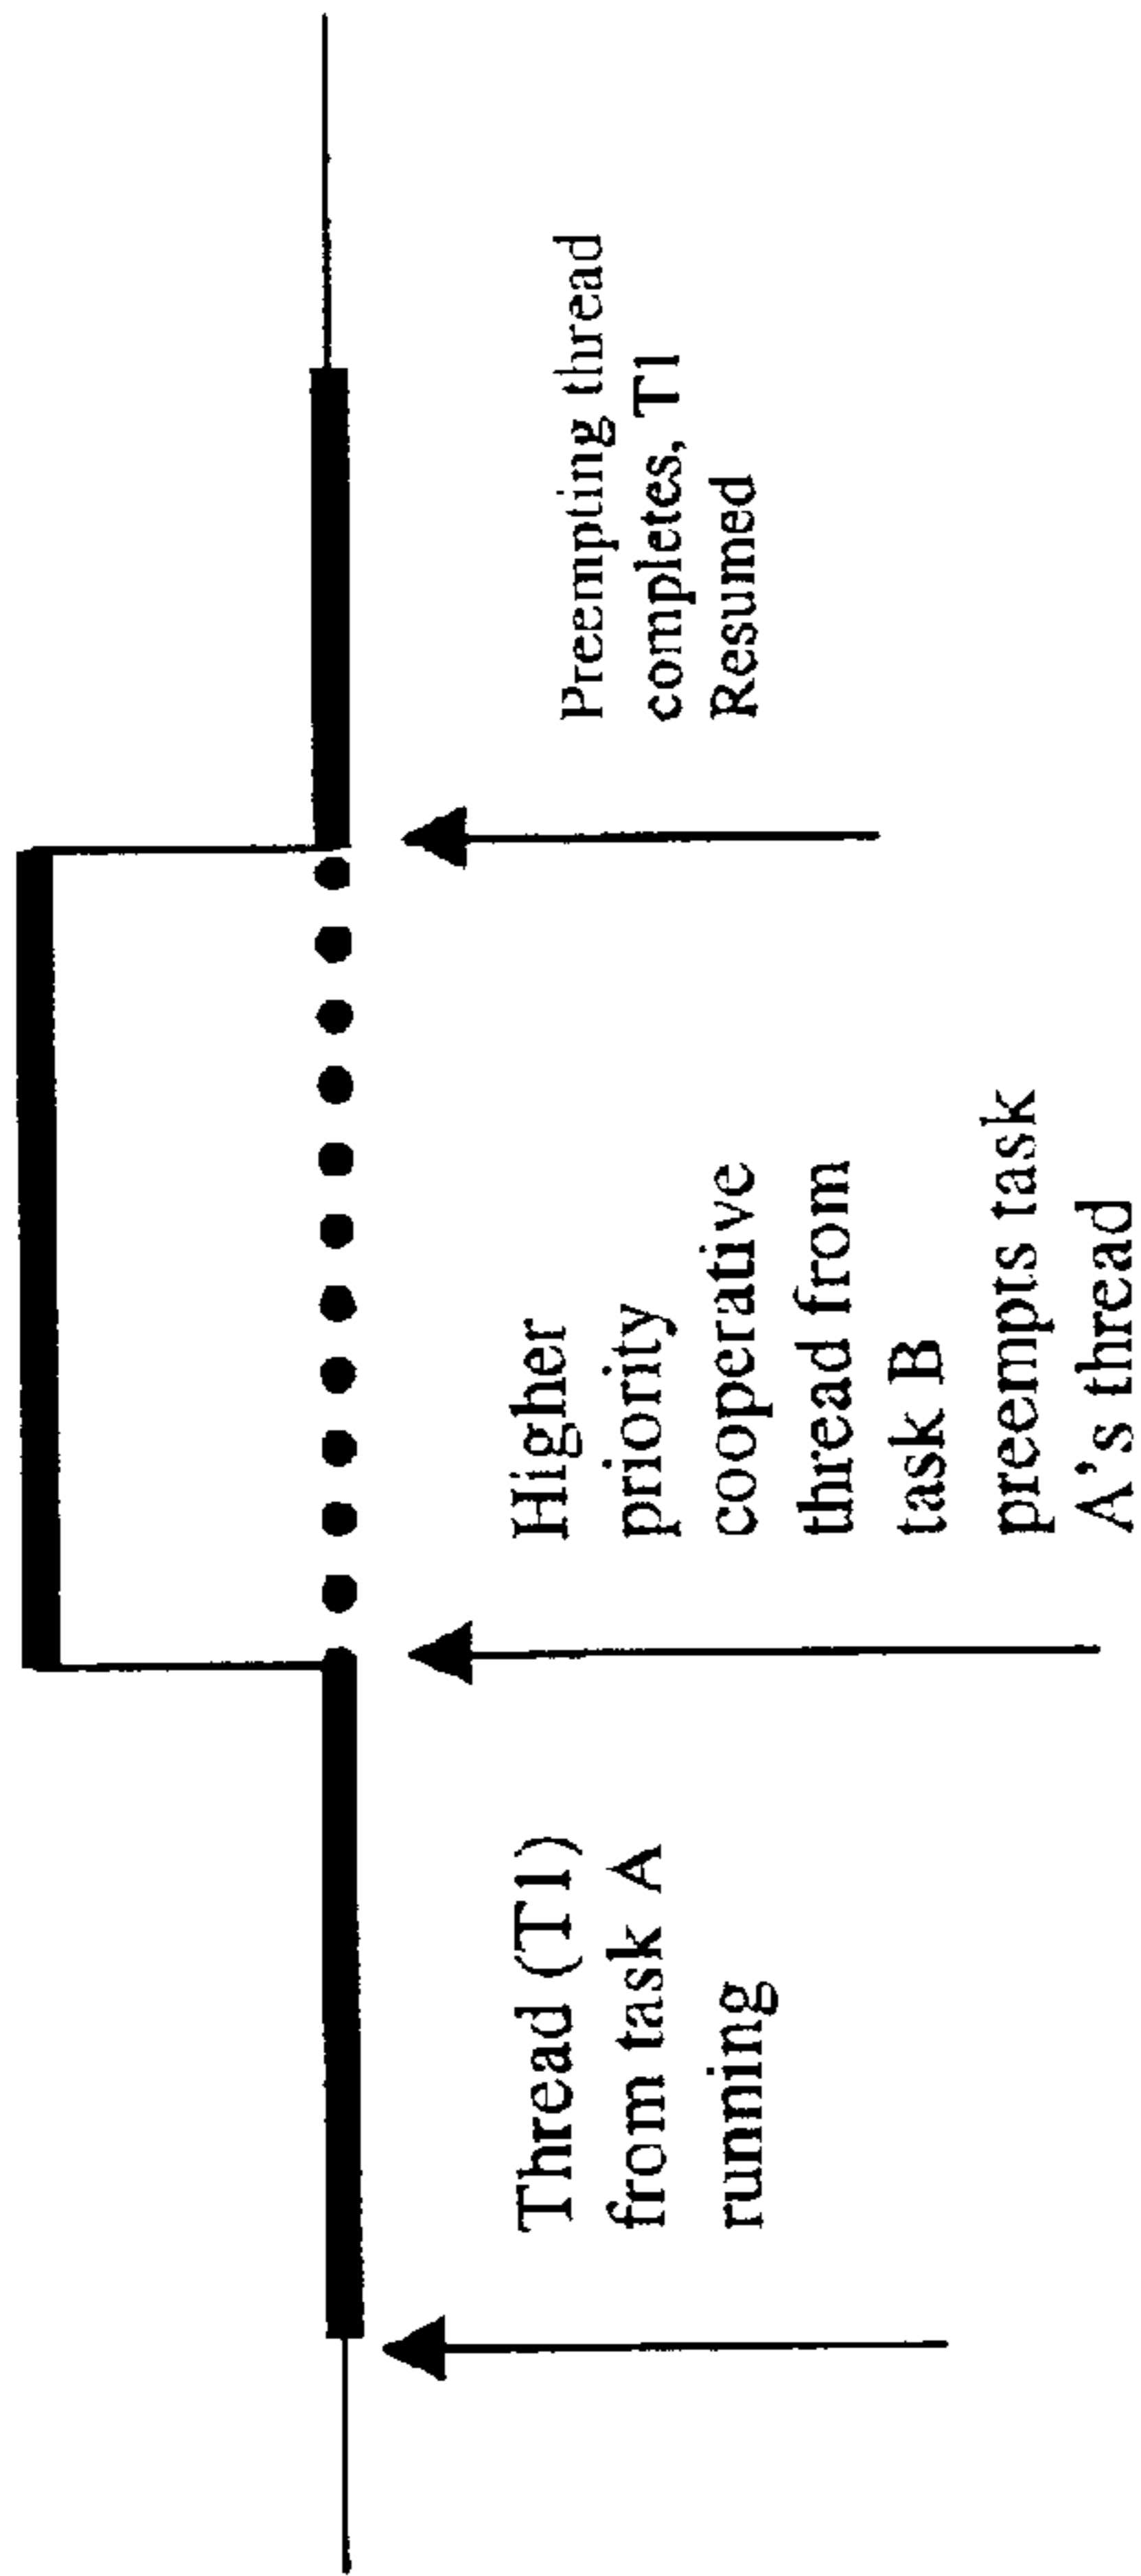 Thread (T1)
from task A
running
Higher
priority
cooperative
thread from
task B
preempts task
A's thread
Preempting thread
completes, T1
Resumed